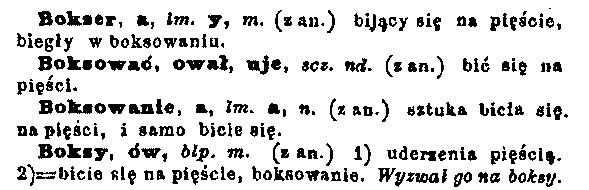 Bokser, a, lm. y, m. (z an.) bijący się na pięście,
biegły w boksowaniu.
Boksować, ował, uje, scz. nd. (z an.) bić się na
pięści.
Boksowanie, a, lm. a, n. (z an.) sztuka bicia się.
na pięści, i samo bicie się.
Boksy, ów, blp. m. (z an.) 1) uderzenia pięścią.
2)=bicie się na pięście, boksowanie. Wyzwał go na boksy.